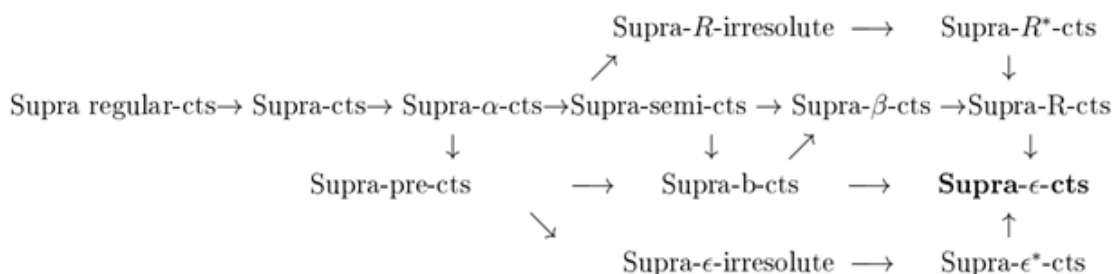 Supra-R-irresolute ⟶ Supra-R*-cts
↗ ↓
Supra regular-cts→ Supra-cts→ Supra-α-cts→Supra-semi-cts → Supra-β-cts →Supra-R-cts
↓ ↓ ↗ ↓
Supra-pre-cts ⟶ Supra-b-cts ⟶ Supra-ϵ-cts
↘ ↑
Supra-ϵ-irresolute ⟶ Supra-ϵ*-cts